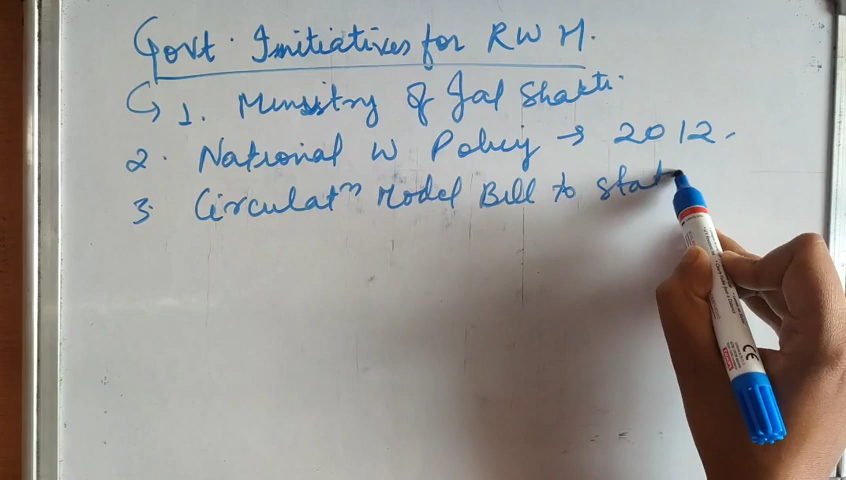 Govt. Initiatives for RWH.
↳ 1. Ministry of Jal Shakti.
2. National W Policy → 2012.
3. Circulatn Model Bill to stat
CE